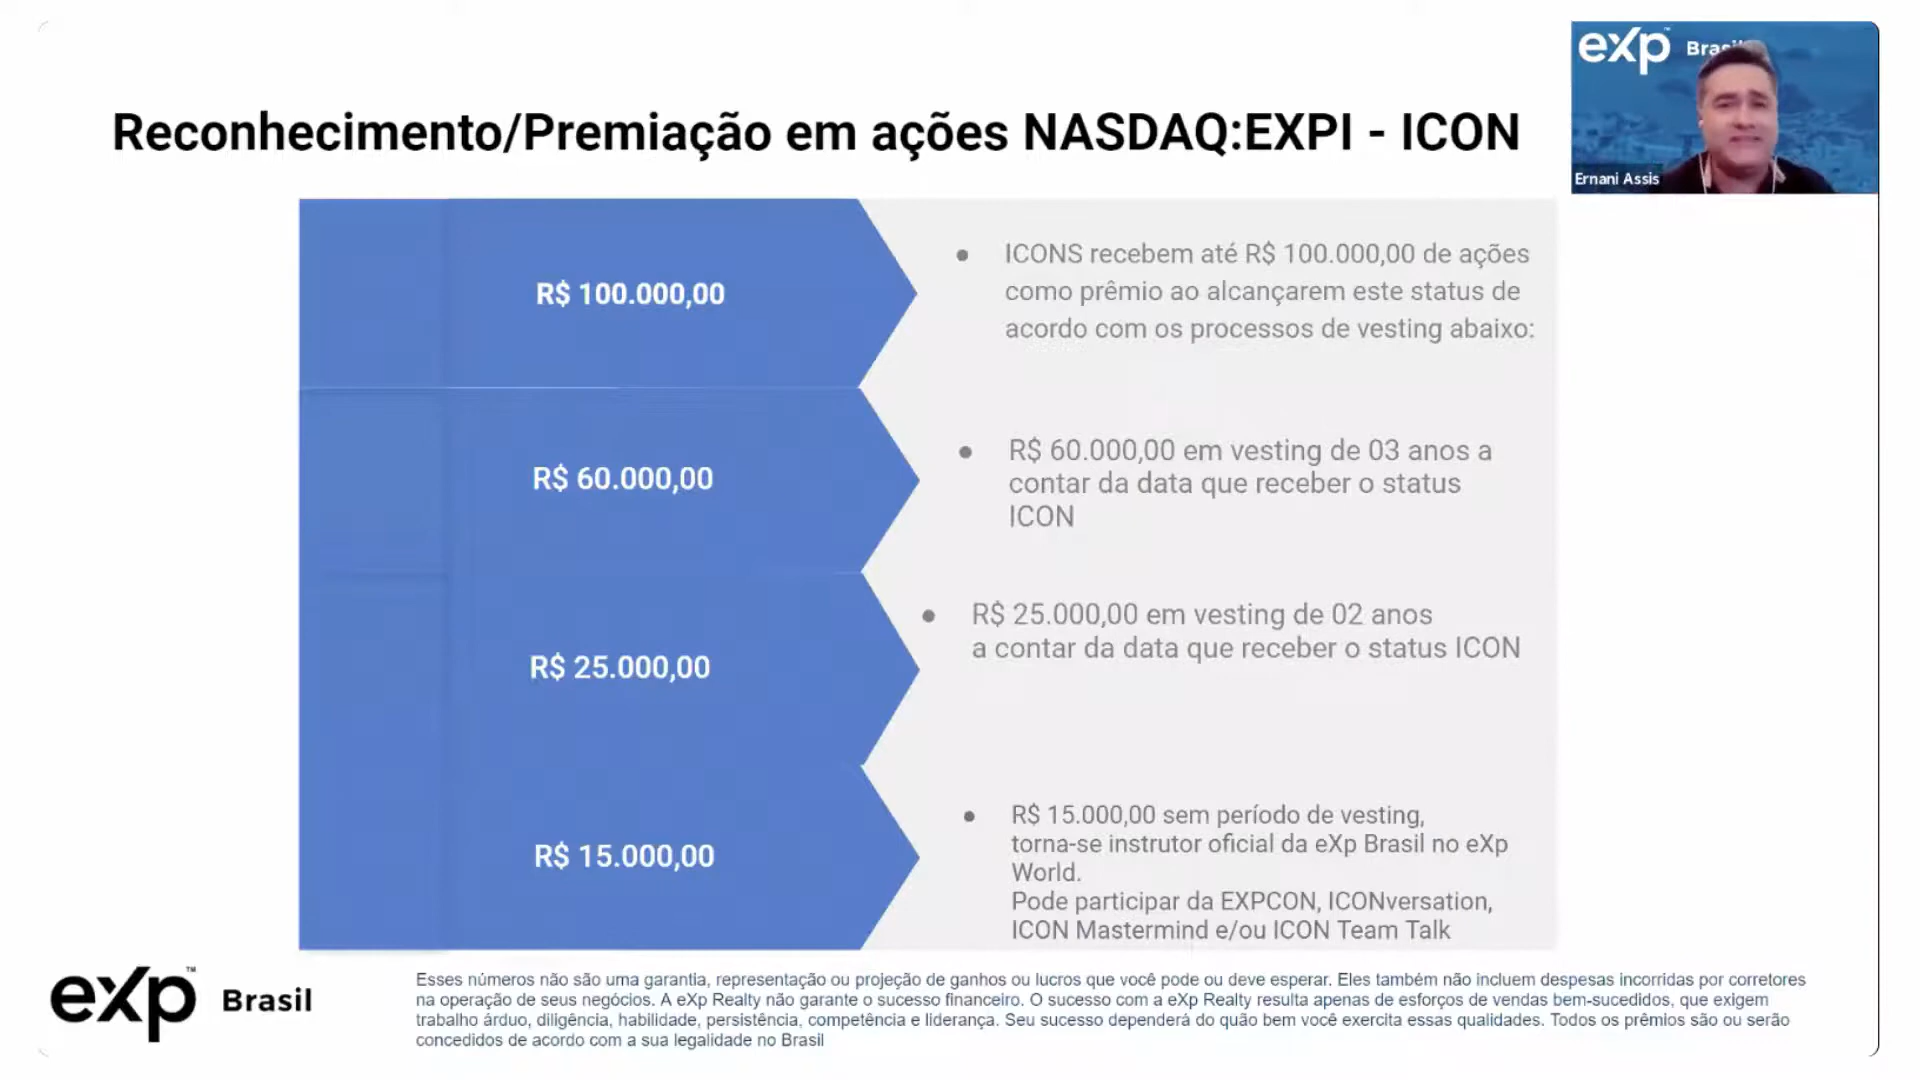 eXp Brasil
Ernani Assis
Reconhecimento/Premiação em ações NASDAQ:EXPI - ICON
R$ 100.000,00
● ICONS recebem até R$ 100.000,00 de ações
como prêmio ao alcançarem este status de
acordo com os processos de vesting abaixo:
R$ 60.000,00
● R$ 60.000,00 em vesting de 03 anos a
contar da data que receber o status
ICON
R$ 25.000,00
● R$ 25.000,00 em vesting de 02 anos
a contar da data que receber o status ICON
R$ 15.000,00
● R$ 15.000,00 sem período de vesting,
torna-se instrutor oficial da eXp Brasil no eXp
World.
Pode participar da EXPCON, ICONversation,
ICON Mastermind e/ou ICON Team Talk
eXp™ Brasil
Esses números não são uma garantia, representação ou projeção de ganhos ou lucros que você pode ou deve esperar. Eles também não incluem despesas incorridas por corretores
na operação de seus negócios. A eXp Realty não garante o sucesso financeiro. O sucesso com a eXp Realty resulta apenas de esforços de vendas bem-sucedidos, que exigem
trabalho árduo, diligência, habilidade, persistência, competência e liderança. Seu sucesso dependerá do quão bem você exercita essas qualidades. Todos os prêmios são ou serão
concedidos de acordo com a sua legalidade no Brasil